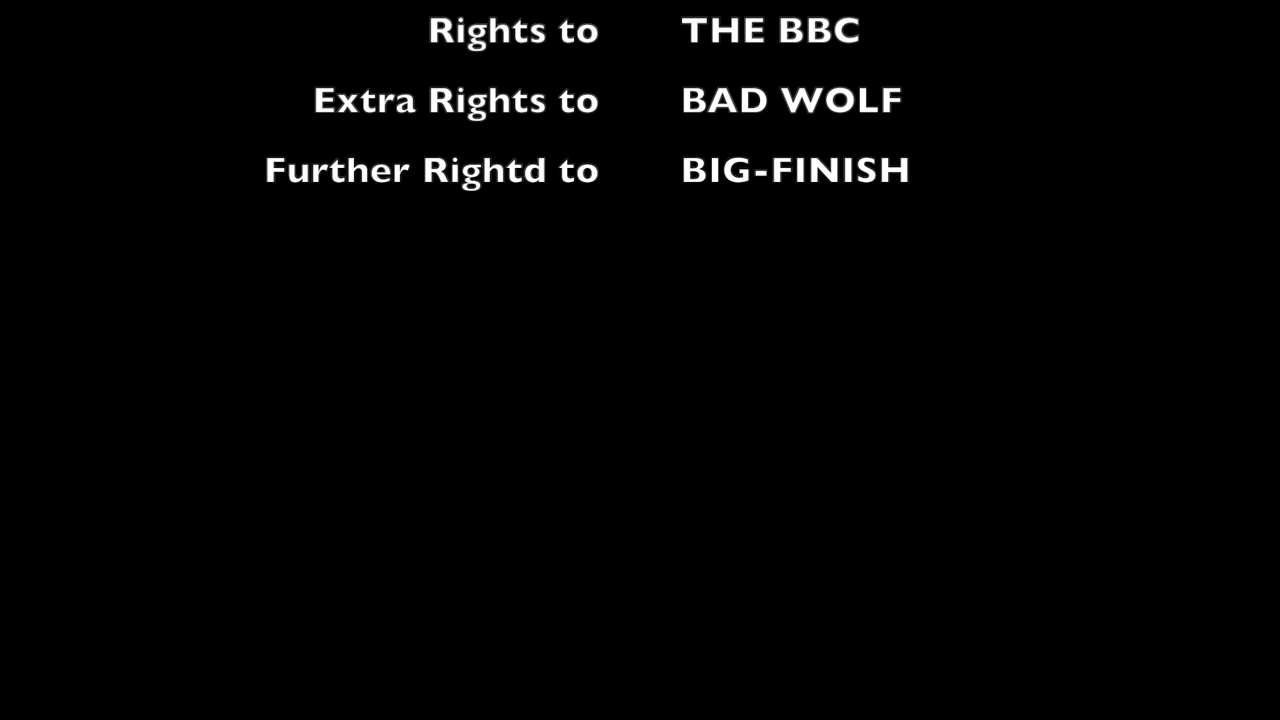 Rights to THE BBC
Extra Rights to BAD WOLF
Further Rightd to BIG-FINISH